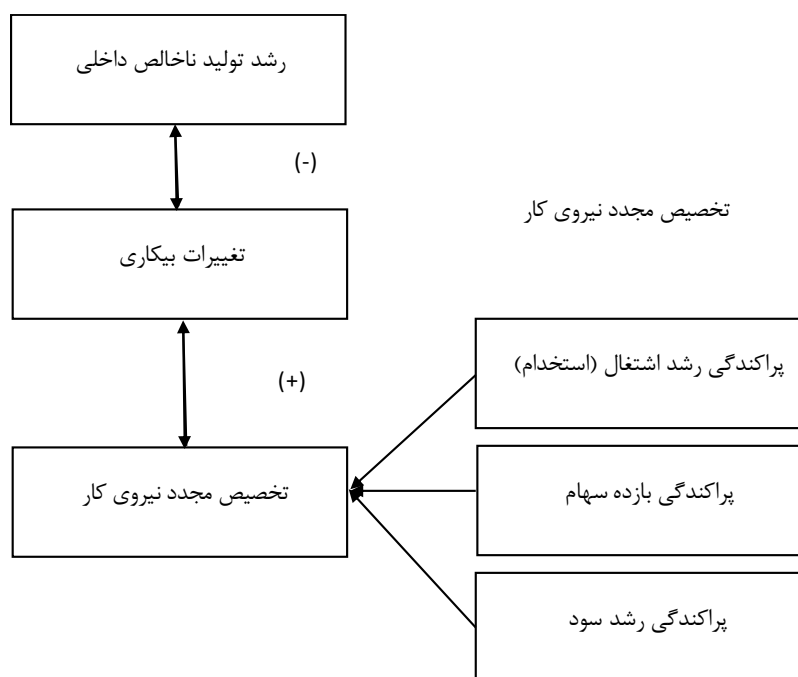 رشد تولید ناخالص داخلی
(-)
تغییرات بیکاری
تخصیص مجدد نیروی کار
(+)
پراکندگی رشد اشتغال (استخدام)
تخصیص مجدد نیروی کار
پراکندگی بازده سهام
پراکندگی رشد سود